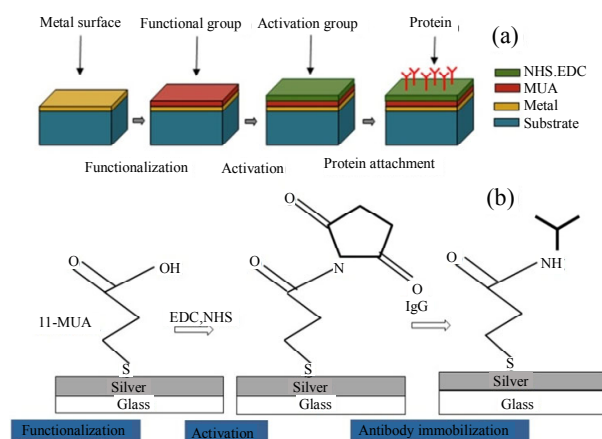 Metal surface
Functional group
Activation group
Protein
(a)
NHS.EDC
MUA
Metal
Substrate
Functionalization
Activation
Protein attachment
(b)
O
OH
11-MUA
S
Silver
Glass
EDC,NHS
O
O
N
O
S
Silver
Glass
IgG
O
NH
S
Silver
Glass
Functionalization
Activation
Antibody immobilization